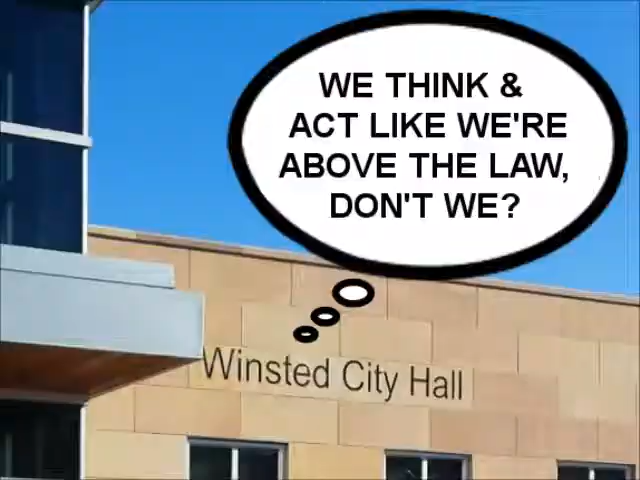 WE THINK &
ACT LIKE WE'RE
ABOVE THE LAW,
DON'T WE?
Winsted City Hall